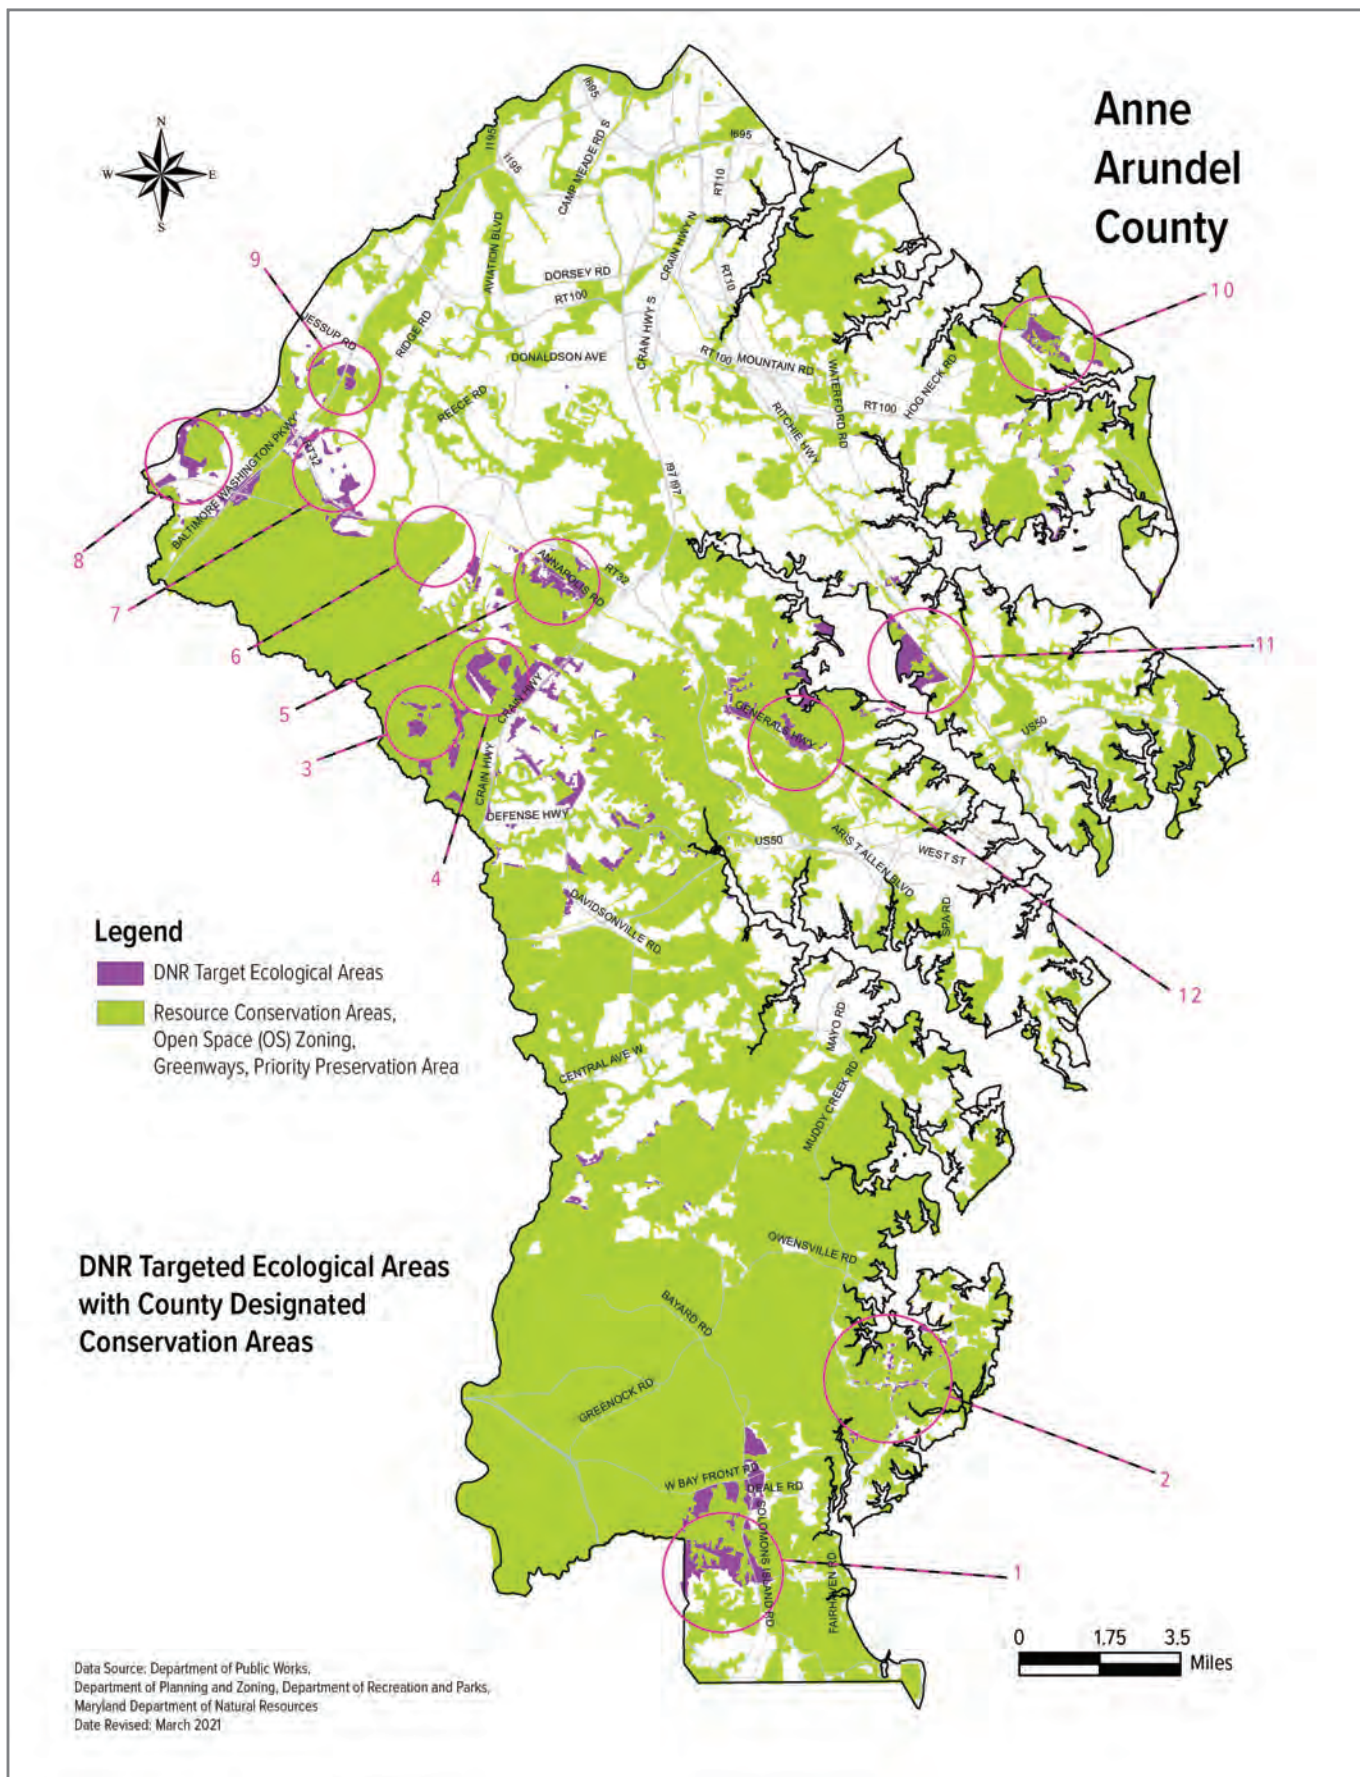 Anne
Arundel
County
N
W
E
S
I695
I195
I195
CAMP MEADE RD S
I695
RT10
AVIATION BLVD
DORSEY RD
CRAIN HWY N
RT10
RT100
9
10
JESSUP RD
RIDGE RD
CRAIN HWY S
DONALDSON AVE
RT100
MOUNTAIN RD
WATERFORD RD
HOG NECK RD
REECE RD
RT100
RITCHIE HWY
BALTIMORE WASHINGTON PKWY
RT32
I97
I97
8
7
ANNAPOLIS RD
RT32
6
11
5
CRAIN HWY
GENERALS HWY
US50
3
CRAIN HWY
DEFENSE HWY
US50
ARIS T ALLEN BLVD
WEST ST
4
DAVIDSONVILLE RD
SPA RD
12
Legend
DNR Target Ecological Areas
Resource Conservation Areas,
Open Space (OS) Zoning,
Greenways, Priority Preservation Area
MAYO RD
CENTRAL AVE W
MUDDY CREEK RD
OWENSVILLE RD
DNR Targeted Ecological Areas
with County Designated
Conservation Areas
BAYARD RD
GREENOCK RD
W BAY FRONT RD
DEALE RD
2
SOLOMONS ISLAND RD
FAIRHAVEN RD
1
0 1.75 3.5
Miles
Data Source: Department of Public Works,
Department of Planning and Zoning, Department of Recreation and Parks,
Maryland Department of Natural Resources
Date Revised: March 2021